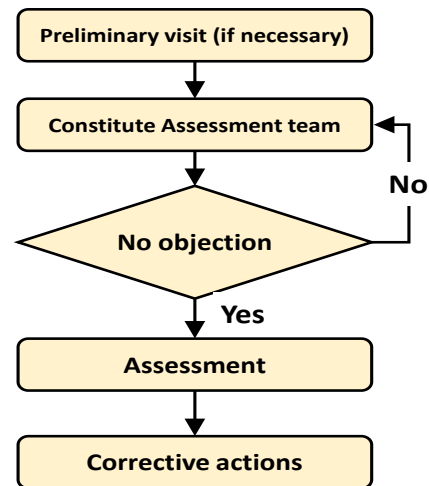 Preliminary visit (if necessary)
Constitute Assessment team
No
No objection
Yes
Assessment
Corrective actions